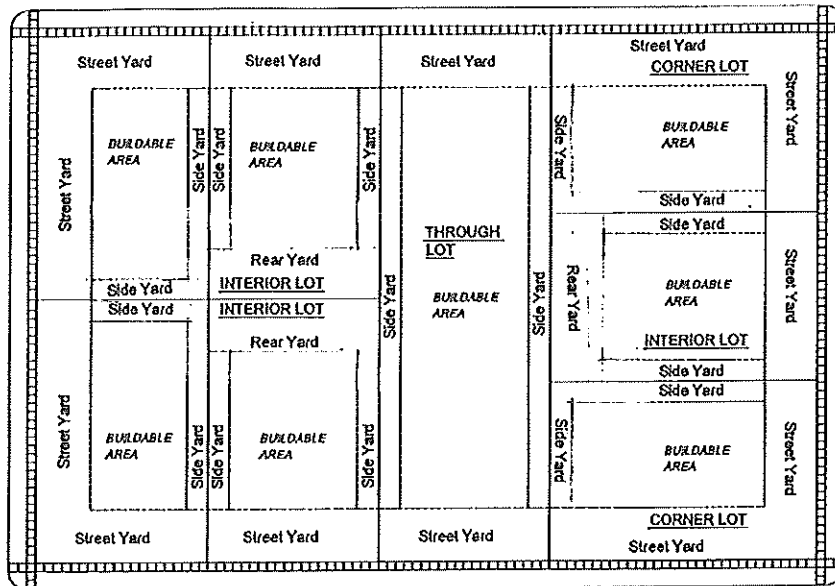 Street Yard
Street Yard
Street Yard
Street Yard
CORNER LOT
Street Yard
BUILDABLE
AREA
Side Yard
Side Yard
BUILDABLE
AREA
Side Yard
Side Yard
BUILDABLE
AREA
Street Yard
Side Yard
Side Yard
THROUGH
LOT
Rear Yard
Side Yard
INTERIOR LOT
Side Yard
INTERIOR LOT
Side Yard
BUILDABLE
AREA
Side Yard
Rear Yard
BUILDABLE
AREA
Street Yard
Rear Yard
INTERIOR LOT
Side Yard
Side Yard
Street Yard
BUILDABLE
AREA
Side Yard
Side Yard
BUILDABLE
AREA
Side Yard
Side Yard
BUILDABLE
AREA
Street Yard
CORNER LOT
Street Yard
Street Yard
Street Yard
Street Yard